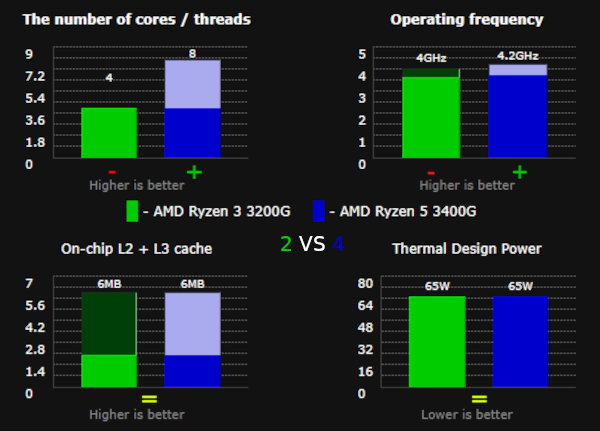 The number of cores / threads
9
7.2
5.4
3.6
1.8
0
4
8
- +
Higher is better
Operating frequency
5
4
3
2
1
0
4GHz
4.2GHz
- +
Higher is better
- AMD Ryzen 3 3200G
- AMD Ryzen 5 3400G
2 VS 4
On-chip L2 + L3 cache
7
5.6
4.2
2.8
1.4
0
6MB
6MB
=
Higher is better
Thermal Design Power
80
64
48
32
16
0
65W
65W
=
Lower is better